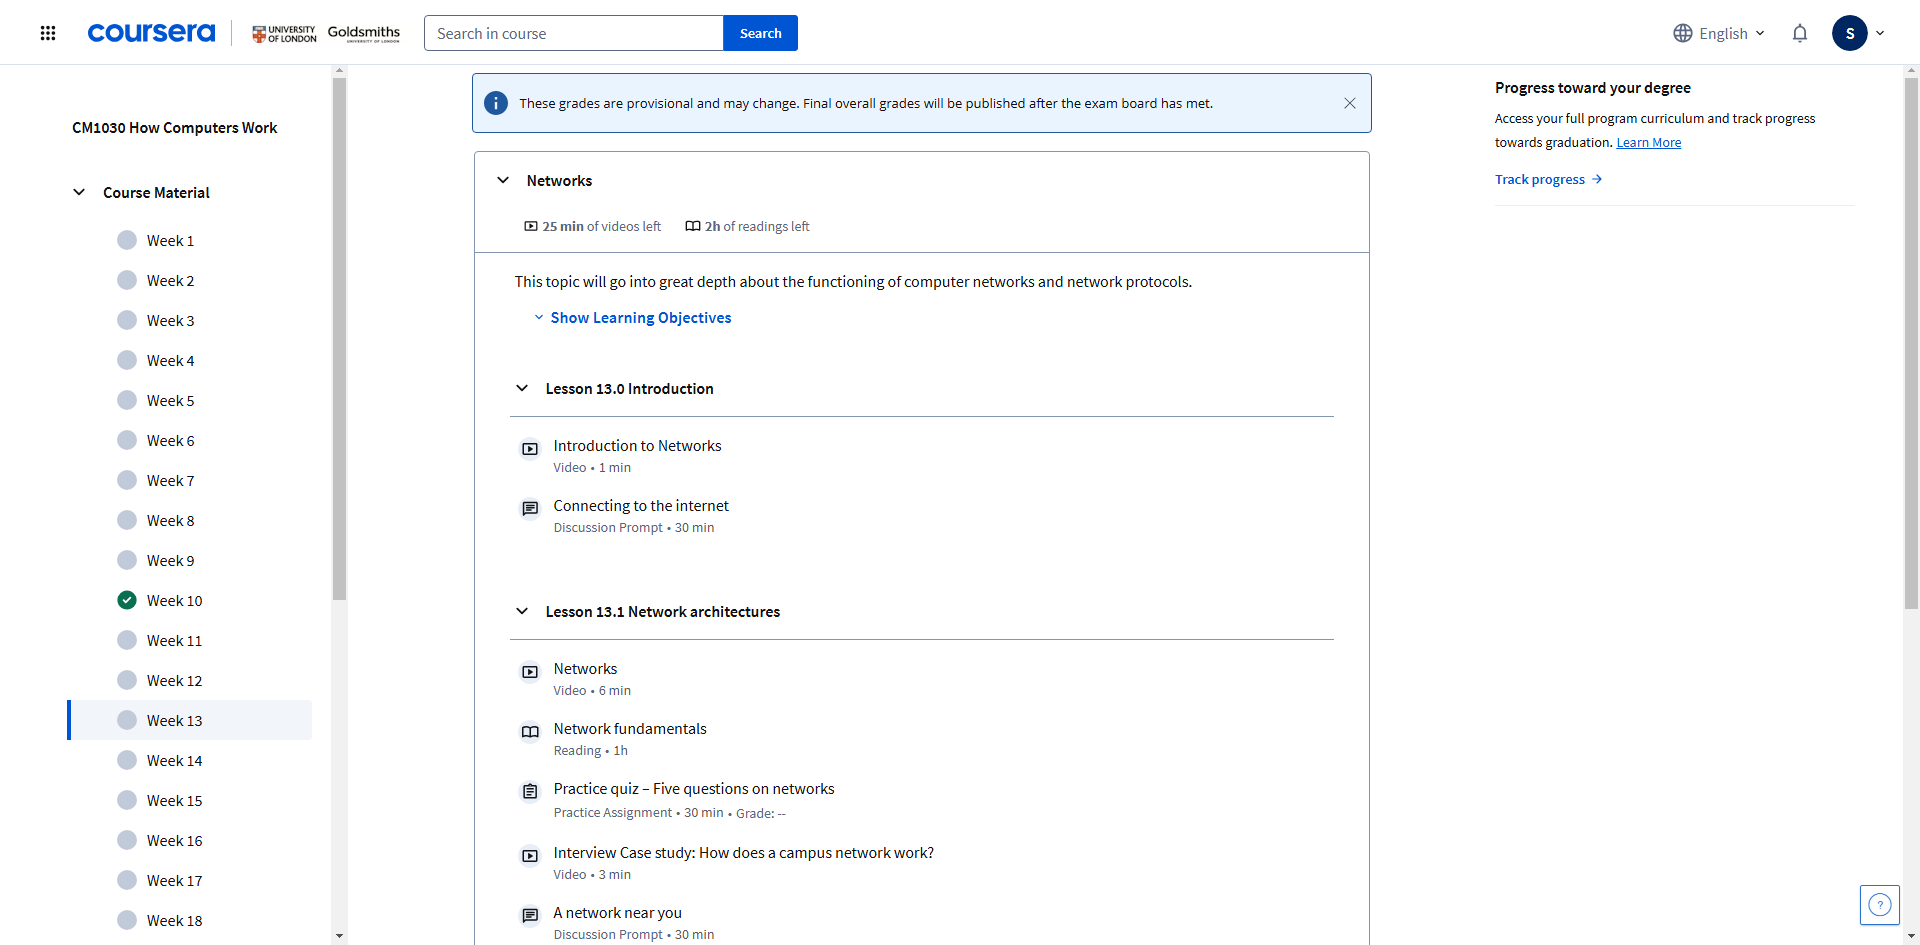 coursera
UNIVERSITY OF LONDON
Goldsmiths
UNIVERSITY OF LONDON
Search in course
Search
English
S
CM1030 How Computers Work
Course Material
Week 1
Week 2
Week 3
Week 4
Week 5
Week 6
Week 7
Week 8
Week 9
Week 10
Week 11
Week 12
Week 13
Week 14
Week 15
Week 16
Week 17
Week 18
These grades are provisional and may change. Final overall grades will be published after the exam board has met.
Networks
25 min of videos left
2h of readings left
This topic will go into great depth about the functioning of computer networks and network protocols.
Show Learning Objectives
Lesson 13.0 Introduction
Introduction to Networks
Video • 1 min
Connecting to the internet
Discussion Prompt • 30 min
Lesson 13.1 Network architectures
Networks
Video • 6 min
Network fundamentals
Reading • 1h
Practice quiz – Five questions on networks
Practice Assignment • 30 min • Grade: --
Interview Case study: How does a campus network work?
Video • 3 min
A network near you
Discussion Prompt • 30 min
Progress toward your degree
Access your full program curriculum and track progress
towards graduation. Learn More
Track progress
?